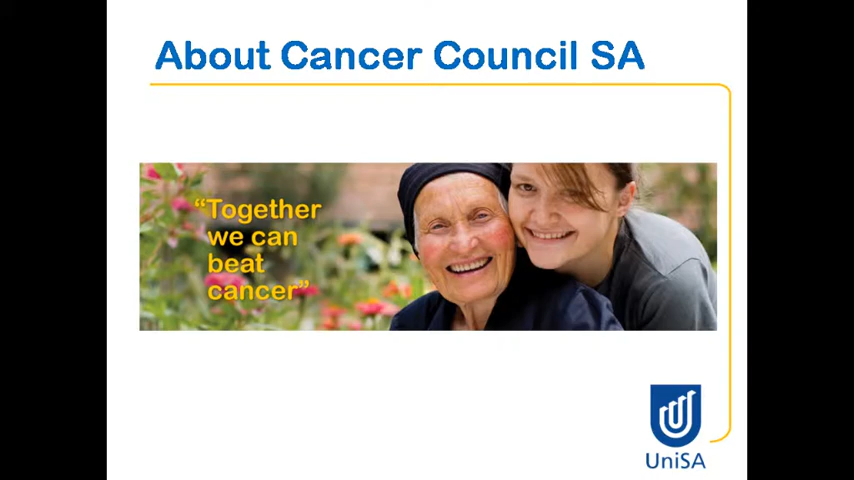 About Cancer Council SA
“Together
we can
beat
cancer”
UniSA